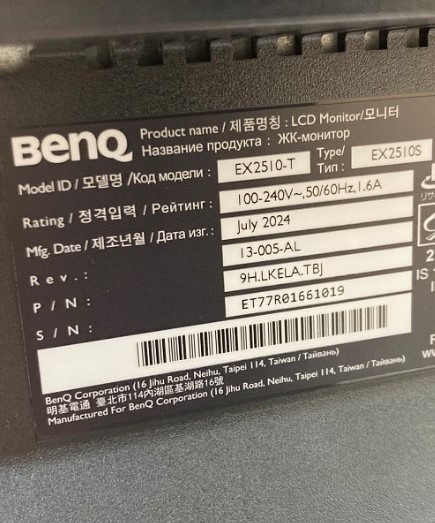 BenQ
Product name / 제품명칭 : LCD Monitor/모니터
Название продукта : ЖК-монитор
Model ID / 모델명 /Код модели : EX2510-T Type/ Тип : EX2510S
Rating / 정격입력 / Рейтинг : 100-240V~,50/60Hz,1.6A
Mfg. Date / 제조년월 / Дата изг.: July 2024
Rev.: 13-005-AL
P / N : 9H.LKELA.TBJ
S / N : ET77R01661019
BenQ Corporation (16 Jihu Road, Neihu, Taipei 114, Taiwan / Тайвань)
明基電通 臺北市114內湖區基湖路16號
Manufactured For BenQ Corporation (16 Jihu Road, Neihu, Taipei 114, Taiwan / Тайвань)